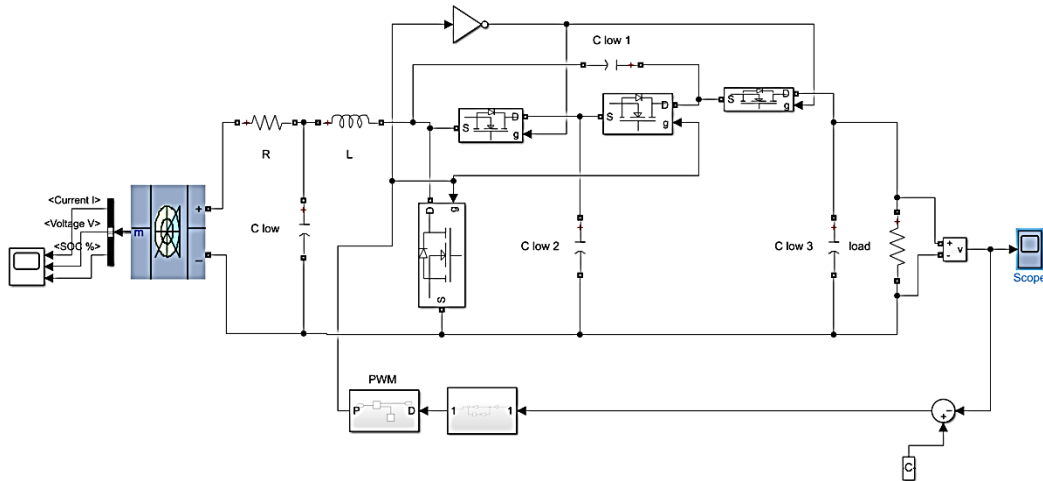 C low 1
D
S
g
D
S
g
D
S
g
R
L
<Current I>
<Voltage V>
<SOC %>
m
+
–
C low
D
g
S
C low 2
C low 3
load
+
-
v
Scope
PWM
P
D
1
1
–
+
C